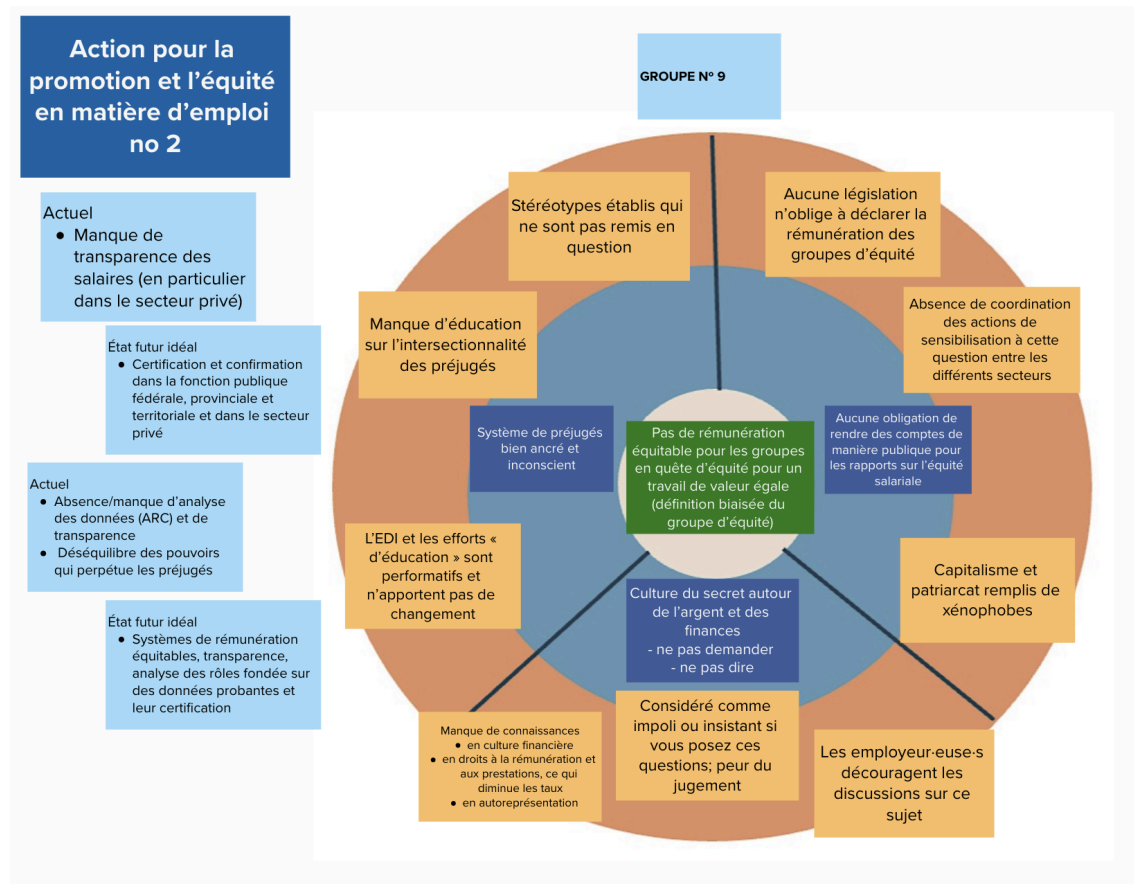 Action pour la
promotion et l'équité
en matière d'emploi
no 2
GROUPE Nº 9
Actuel
● Manque de
transparence des
salaires (en particulier
dans le secteur privé)
État futur idéal
● Certification et confirmation
dans la fonction publique
fédérale, provinciale et
territoriale et dans le secteur
privé
Actuel
● Absence/manque d'analyse
des données (ARC) et de
transparence
● Déséquilibre des pouvoirs
qui perpétue les préjugés
État futur idéal
● Systèmes de rémunération
équitables, transparence,
analyse des rôles fondée sur
des données probantes et
leur certification
Stéréotypes établis qui
ne sont pas remis en
question
Aucune législation
n'oblige à déclarer la
rémunération des
groupes d'équité
Manque d'éducation
sur l'intersectionnalité
des préjugés
Absence de coordination
des actions de
sensibilisation à cette
question entre les
différents secteurs
Système de préjugés
bien ancré et
inconscient
Pas de rémunération
équitable pour les groupes
en quête d'équité pour un
travail de valeur égale
(définition biaisée du
groupe d'équité)
Aucune obligation de
rendre des comptes de
manière publique pour
les rapports sur l'équité
salariale
L'EDI et les efforts «
d'éducation » sont
performatifs et
n'apportent pas de
changement
Culture du secret autour
de l'argent et des
finances
- ne pas demander
- ne pas dire
Capitalisme et
patriarcat remplis de
xénophobes
Manque de connaissances
● en culture financière
● en droits à la rémunération et
aux prestations, ce qui
diminue les taux
● en autoreprésentation
Considéré comme
impoli ou insistant si
vous posez ces
questions; peur du
jugement
Les employeur·euse·s
découragent les
discussions sur ce
sujet